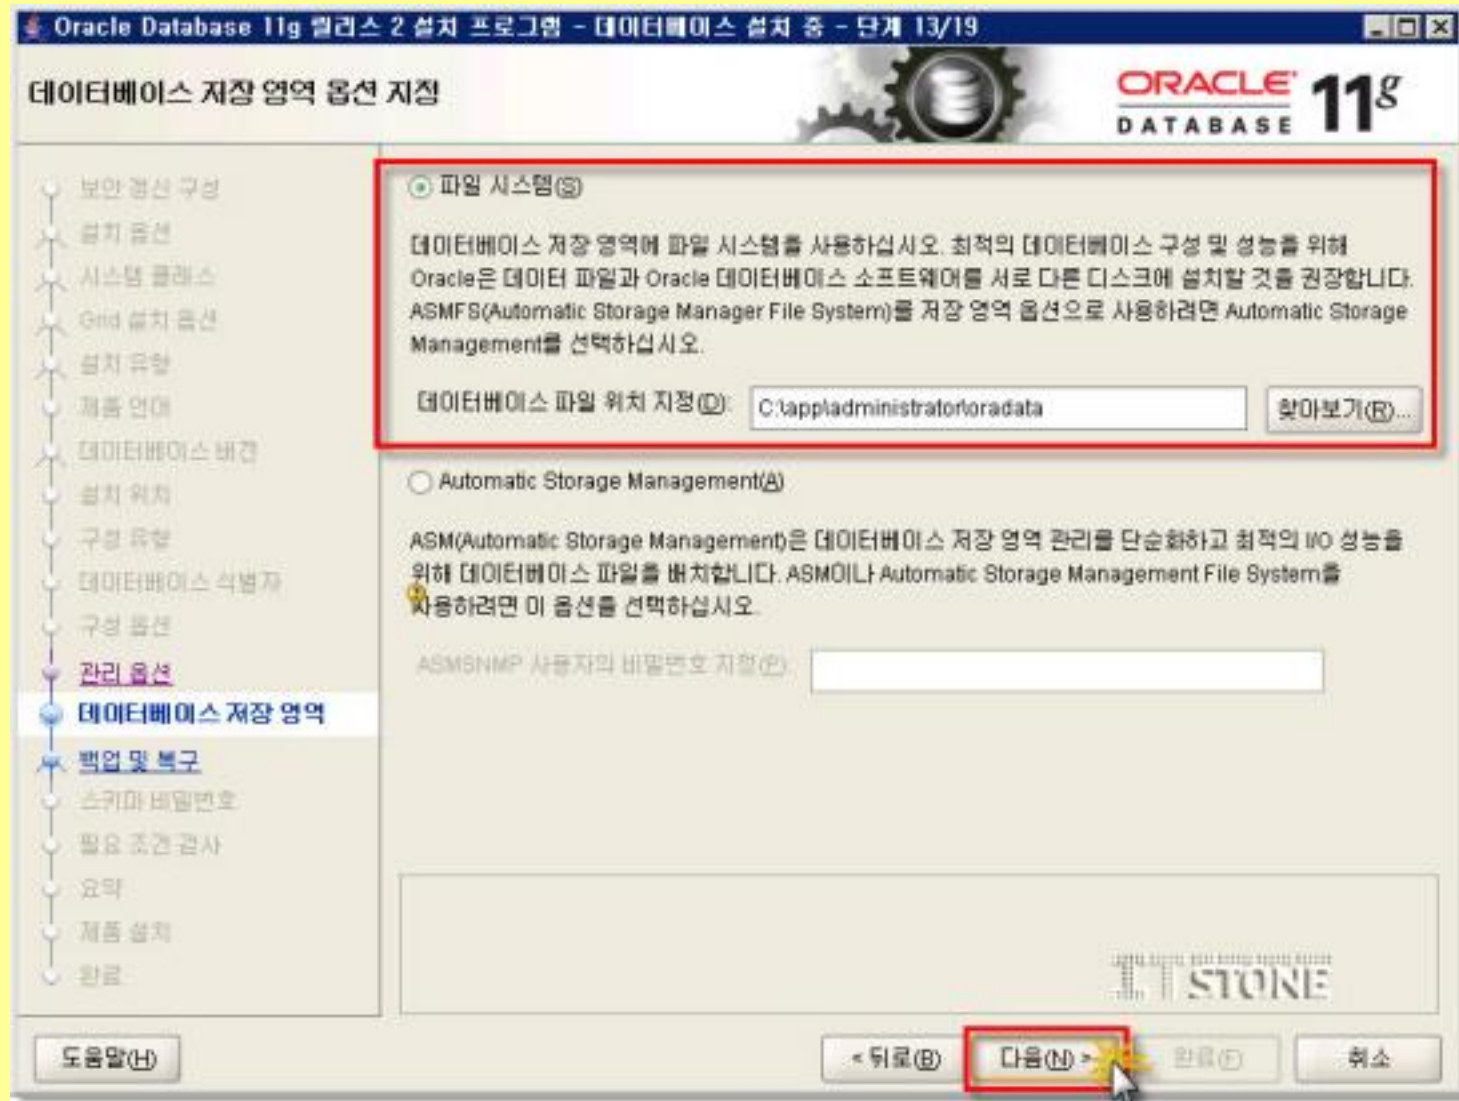 Oracle Database 11g 릴리스 2 설치 프로그램 - 데이터베이스 설치 중 - 단계 13/19
데이터베이스 저장 영역 옵션 지정
ORACLE
DATABASE
11g
보안 갱신 구성
설치 옵션
시스템 클래스
Grid 설치 옵션
설치 유형
제품 언어
데이터베이스 버전
설치 위치
구성 유형
데이터베이스 식별자
구성 옵션
관리 옵션
데이터베이스 저장 영역
백업 및 복구
스키마 비밀번호
필요 조건 검사
요약
제품 설치
완료
파일 시스템(S)
데이터베이스 저장 영역에 파일 시스템을 사용하십시오. 최적의 데이터베이스 구성 및 성능을 위해
Oracle은 데이터 파일과 Oracle 데이터베이스 소프트웨어를 서로 다른 디스크에 설치할 것을 권장합니다.
ASMFS(Automatic Storage Manager File System)를 저장 영역 옵션으로 사용하려면 Automatic Storage
Management를 선택하십시오.
데이터베이스 파일 위치 지정(D):
C:\app\administrator\oradata
찾아보기(R)...
Automatic Storage Management(A)
ASM(Automatic Storage Management)은 데이터베이스 저장 영역 관리를 단순화하고 최적의 I/O 성능을
위해 데이터베이스 파일을 배치합니다. ASM이나 Automatic Storage Management File System을
사용하려면 이 옵션을 선택하십시오.
ASMSNMP 사용자의 비밀번호 지정(P):
IT STONE
도움말(H)
< 뒤로(B)
다음(N) >
완료(F)
취소